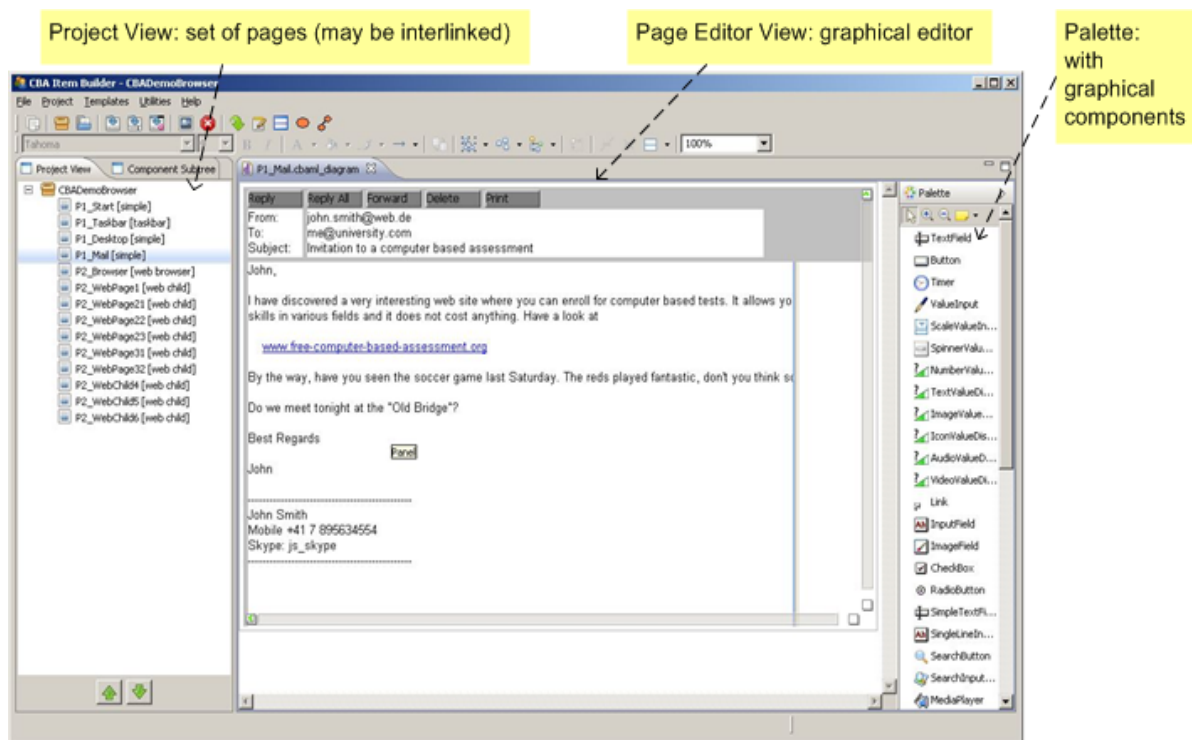 Project View: set of pages (may be interlinked)
Page Editor View: graphical editor
Palette:
with
graphical
components
CBA Item Builder - CBADemoBrowser
File Project Templates Utilities Help
Tahoma
B I A
100%
Project View
Component Subtree
P1_Mail.cbaml_diagram
CBADemoBrowser
P1_Start [simple]
P1_Taskbar [taskbar]
P1_Desktop [simple]
P1_Mail [simple]
P2_Browser [web browser]
P2_WebPage1 [web child]
P2_WebPage21 [web child]
P2_WebPage22 [web child]
P2_WebPage23 [web child]
P2_WebPage31 [web child]
P2_WebPage32 [web child]
P2_WebChild4 [web child]
P2_WebChild5 [web child]
P2_WebChild6 [web child]
Reply Reply All Forward Delete Print
From: john.smith@web.de
To: me@university.com
Subject: Invitation to a computer based assessment
John,
I have discovered a very interesting web site where you can enroll for computer based tests. It allows yo
skills in various fields and it does not cost anything. Have a look at
www.free-computer-based-assessment.org
By the way, have you seen the soccer game last Saturday. The reds played fantastic, don't you think so
Do we meet tonight at the "Old Bridge"?
Best Regards
Panel
John
John Smith
Mobile +41 7 895634554
Skype: js_skype
Palette
TextField
Button
Timer
ValueInput
ScaleValueIn...
SpinnerValu...
NumberValu...
TextValueDi...
ImageValue...
IconValueDis...
AudioValueD...
VideoValueDi...
Link
InputField
ImageField
CheckBox
RadioButton
SimpleTextFi...
SingleLineIn...
SearchButton
SearchInput...
MediaPlayer